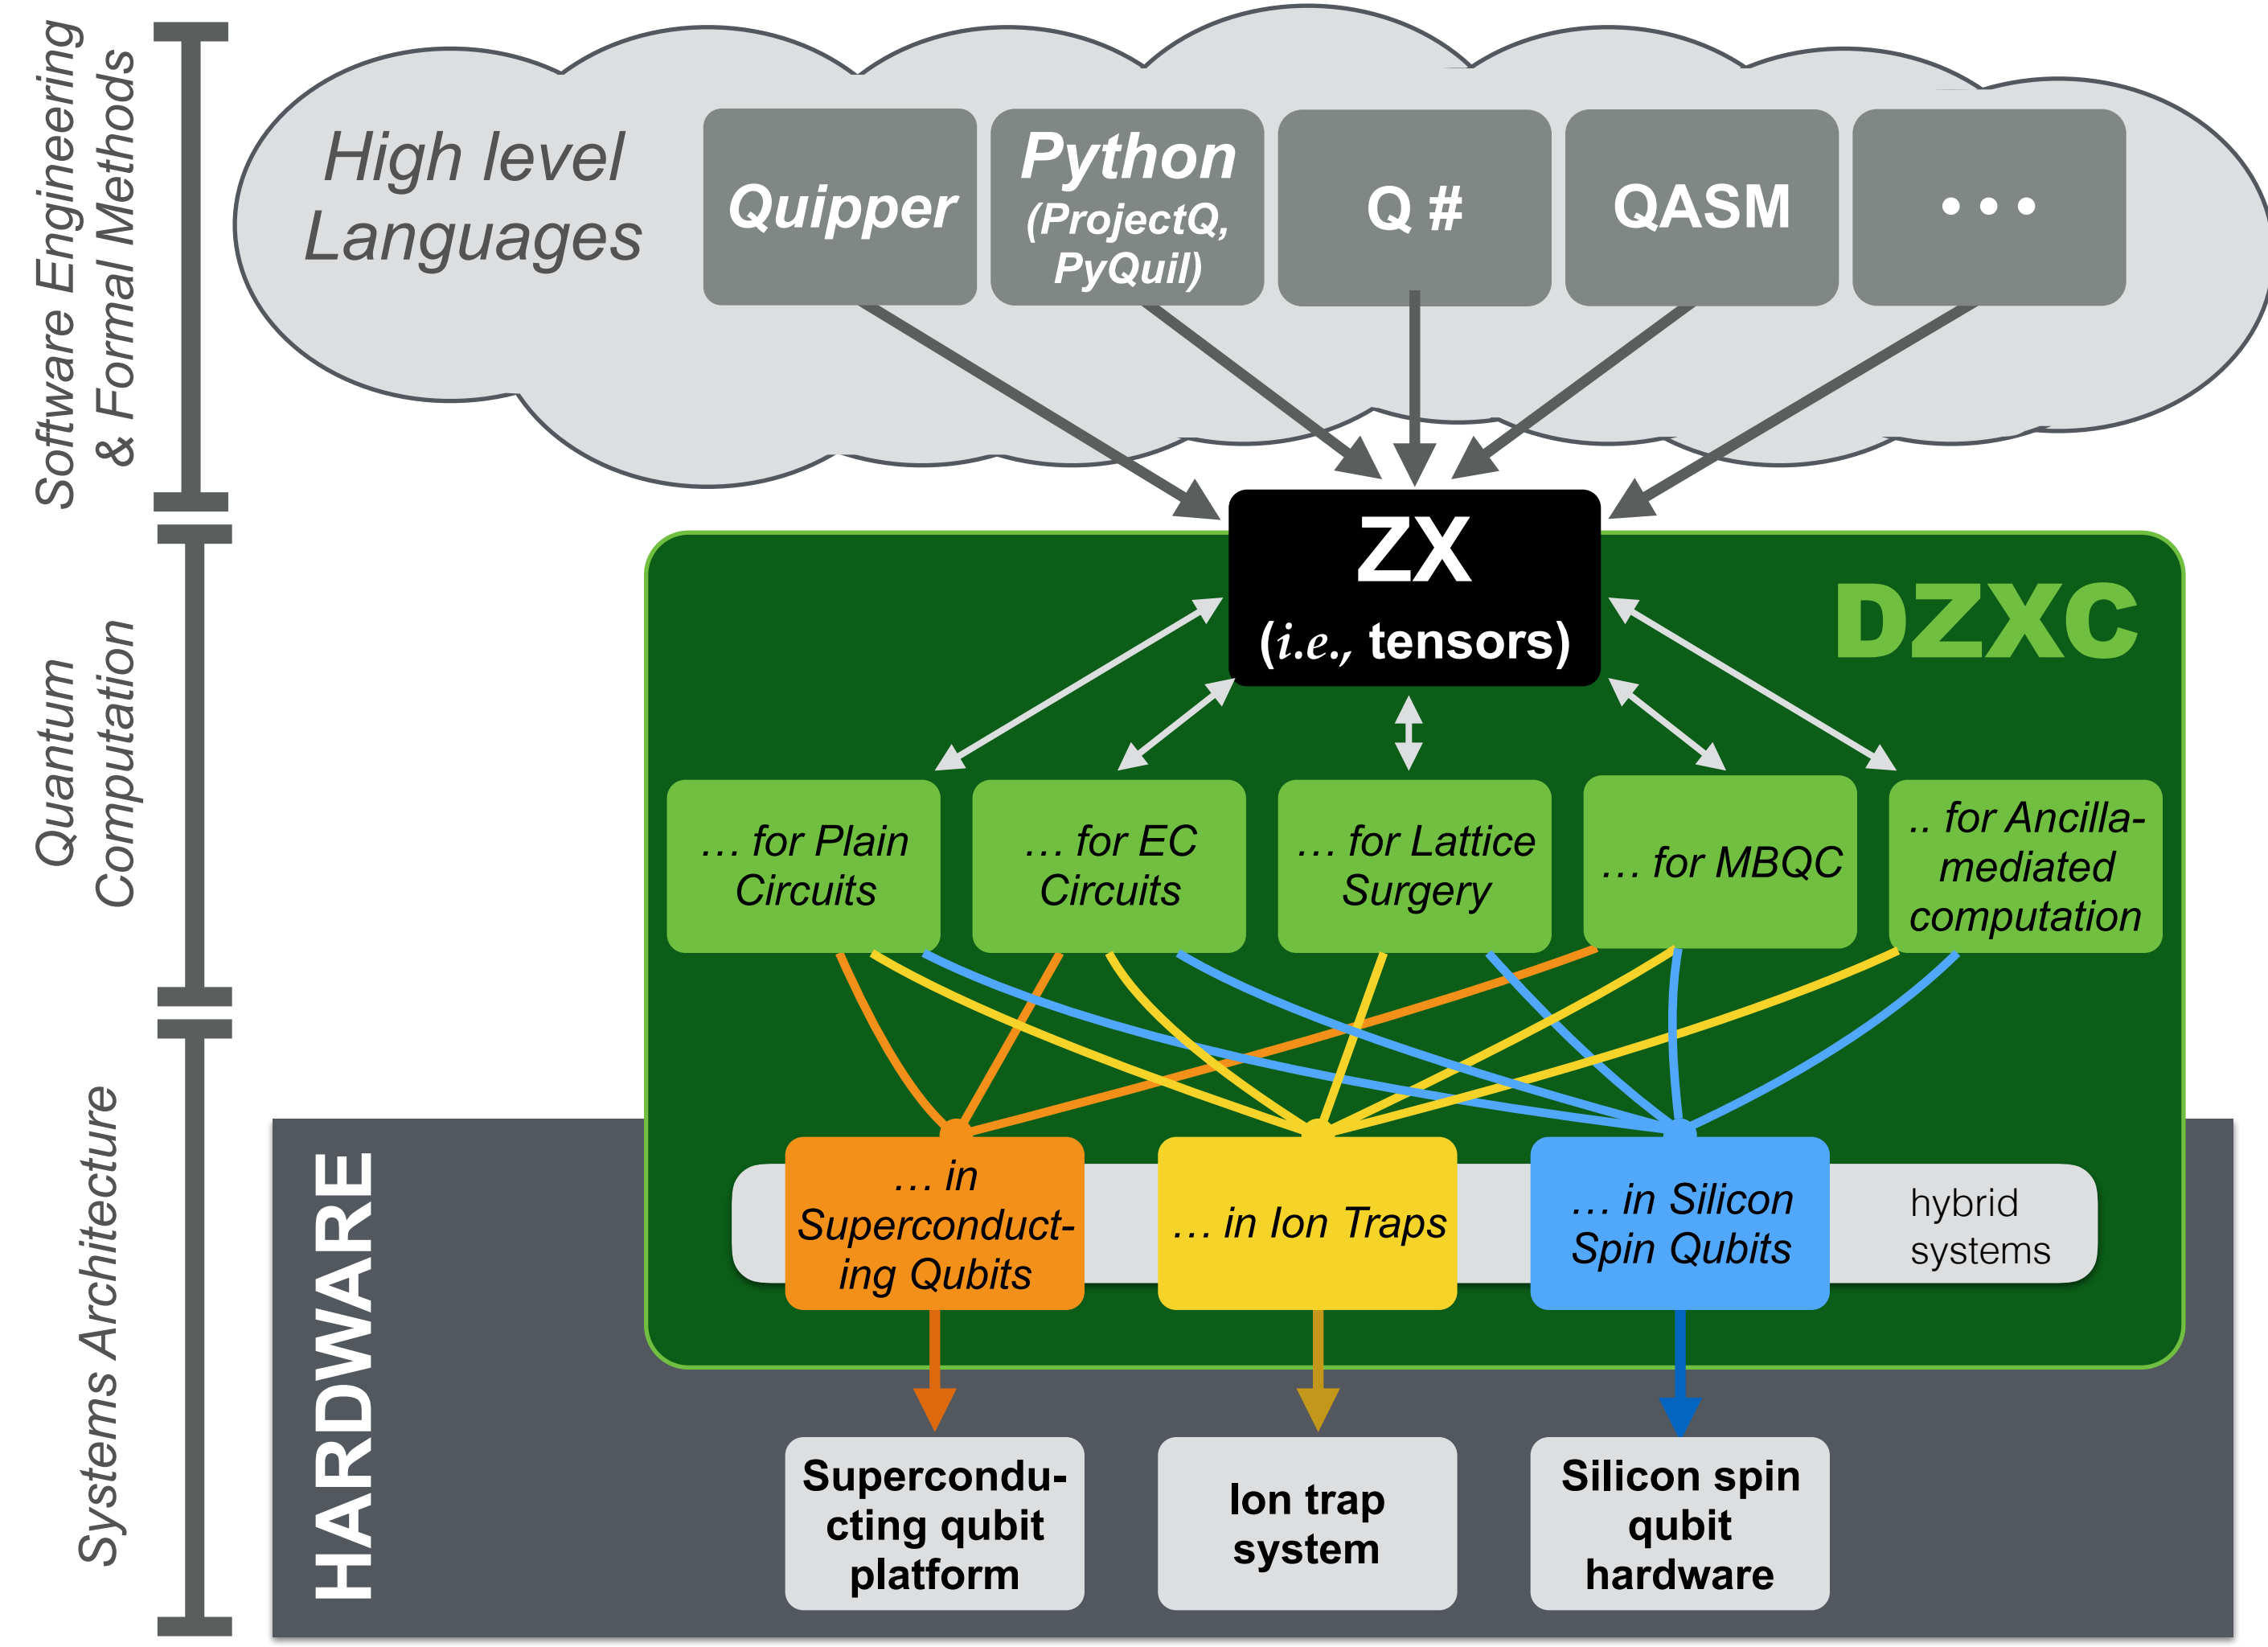 Software Engineering
& Formal Methods
High level
Languages
Quipper
Python
(ProjectQ,
PyQuil)
Q #
QASM
• • •
Quantum
Computation
ZX
(i.e., tensors)
DZXC
… for Plain
Circuits
… for EC
Circuits
… for Lattice
Surgery
… for MBQC
.. for Ancilla-
mediated
computation
Systems Architecture
HARDWARE
… in
Superconduct-
ing Qubits
… in Ion Traps
… in Silicon
Spin Qubits
hybrid
systems
Supercondu-
cting qubit
platform
Ion trap
system
Silicon spin
qubit
hardware